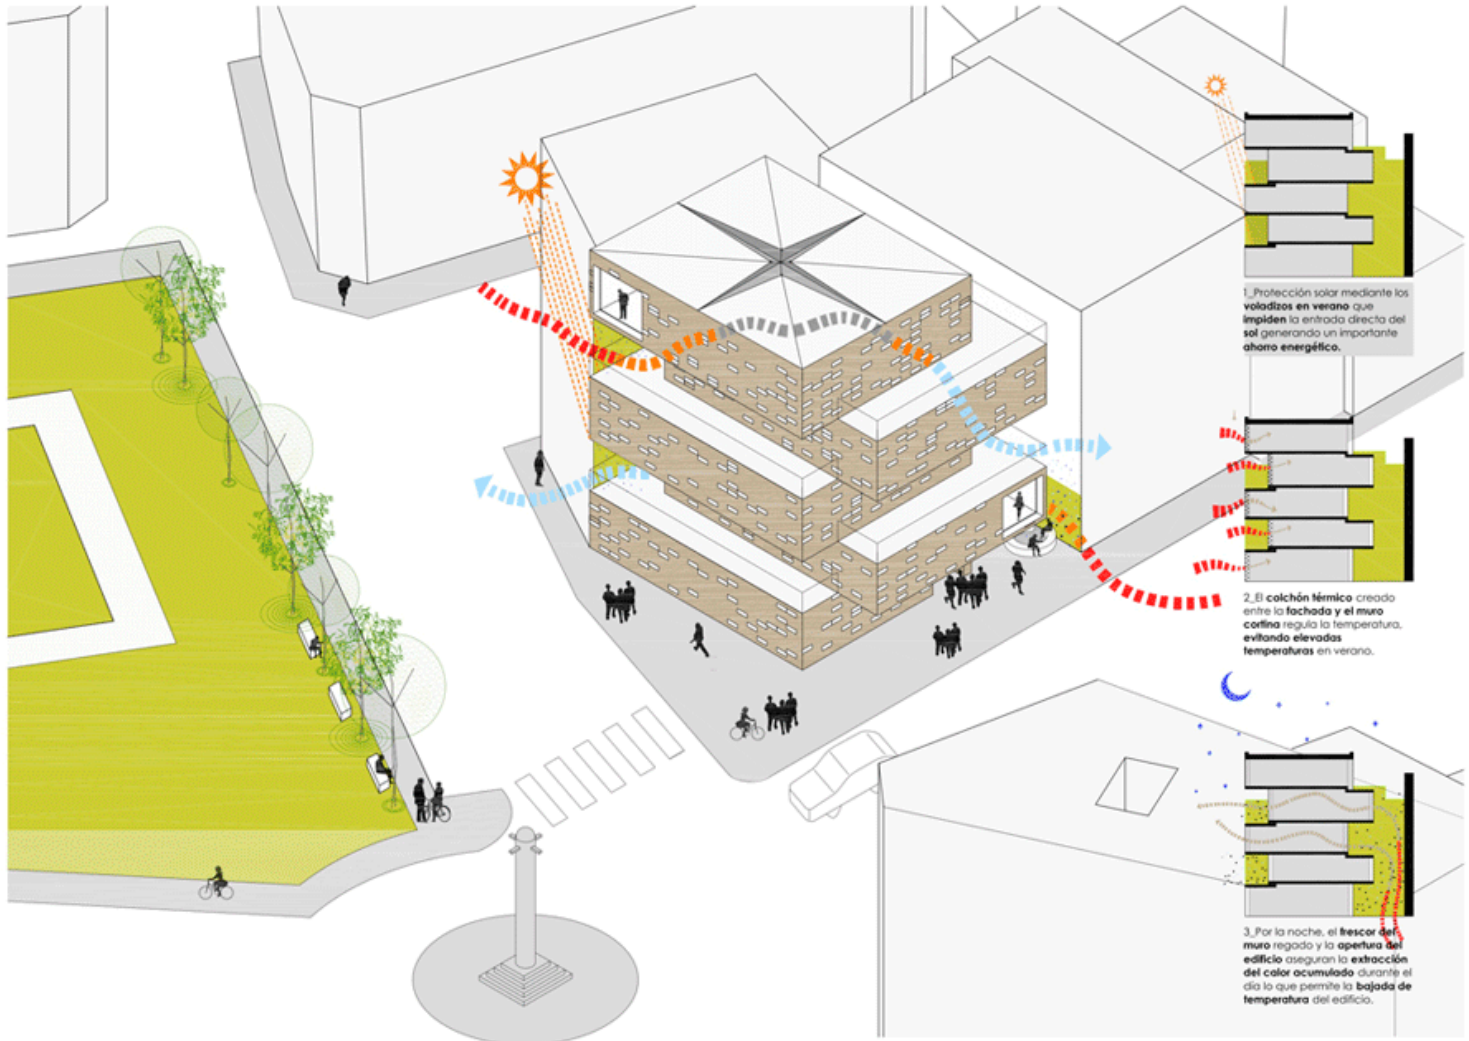 1_Protección solar mediante los
voladizos en verano que
impiden la entrada directa del
sol generando un importante
ahorro energético.
2_El colchón térmico creado
entre la fachada y el muro
cortina regula la temperatura,
evitando elevadas
temperaturas en verano.
3_Por la noche, el frescor del
muro regado y la apertura del
edificio aseguran la extracción
del calor acumulado durante el
día lo que permite la bajada de
temperatura del edificio.